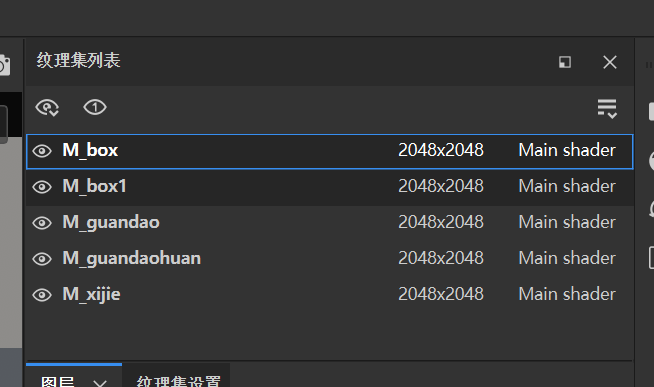 纹理集列表
1
M_box 2048x2048 Main shader
M_box1 2048x2048 Main shader
M_guandao 2048x2048 Main shader
M_guandaohuan 2048x2048 Main shader
M_xijie 2048x2048 Main shader
图层 纹理集设置